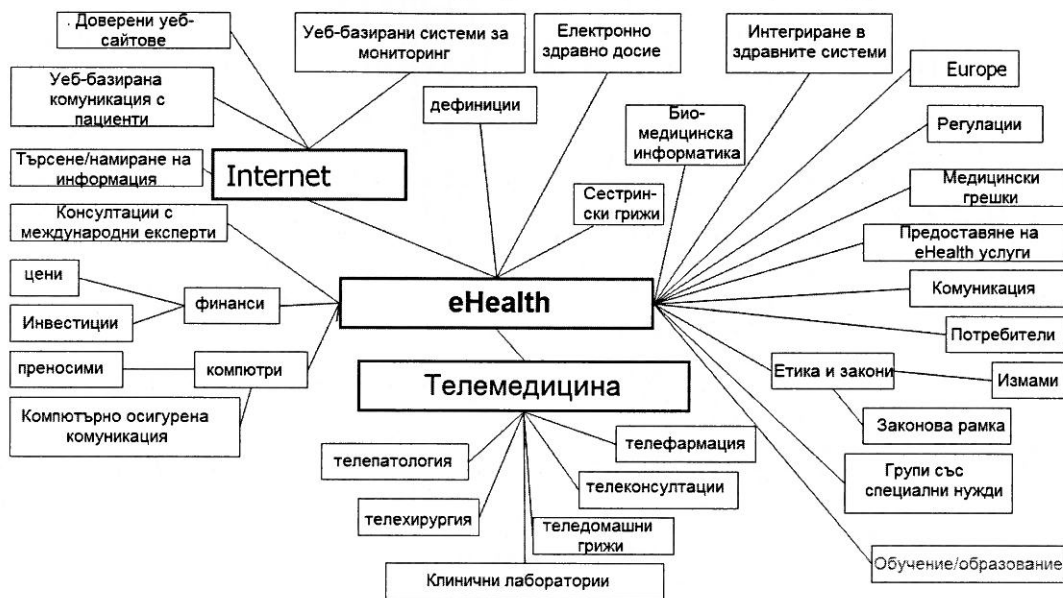 Доверени уеб-
сайтове
Уеб-базирани системи за
мониторинг
Електронно
здравно досие
Интегриране в
здравните системи
Europe
Уеб-базирана
комуникация с
пациенти
дефиниции
Био-
медицинска
информатика
Регулации
Търсене/намиране на
информация
Internet
Медицински
грешки
Консултации с
международни експерти
Сестрин-
ски грижи
Предоставяне на
eHealth услуги
цени
финанси
eHealth
Комуникация
Инвестиции
Потребители
преносими
компютри
Телемедицина
Етика и закони
Измами
Компютърно осигурена
комуникация
Законова рамка
телефармация
телепатология
Групи със
специални нужди
телеконсултации
телехирургия
теледомашни
грижи
Обучение/образование
Клинични лаборатории